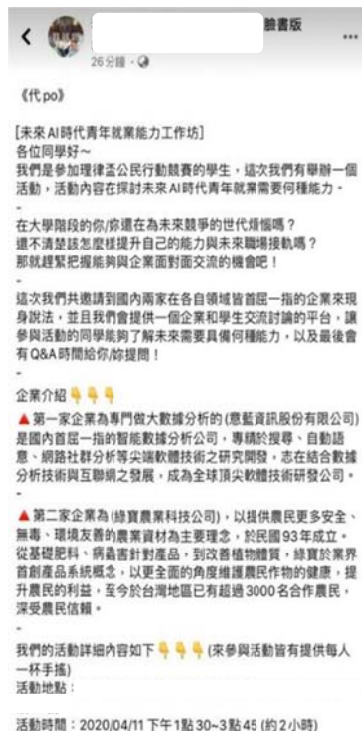 臉書版
26分鐘
《代po》
[未來AI時代青年就業能力工作坊]
各位同學好～
我們是參加理律盃公民行動競賽的學生，這次我們有舉辦一個
活動，活動內容在探討未來AI時代青年就業需要何種能力。
-
在大學階段的你/妳還在為未來競爭的世代煩惱嗎？
還不清楚該怎麼樣提升自己的能力與未來職場接軌嗎？
那就趕緊把握能夠與企業面對面交流的機會吧！
-
這次我們共邀請到國內兩家在各自領域皆首屈一指的企業來現
身說法，並且我們會提供一個企業和學生交流討論的平台，讓
參與活動的同學能夠了解未來需要具備何種能力，以及最後會
有Q&A時間給你/妳提問！
-
企業介紹👇👇👇
🔺第一家企業為專門做大數據分析的(意藍資訊股份有限公司)
是國內首屈一指的智能數據分析公司，專精於搜尋、自動語
意、網路社群分析等尖端軟體技術之研究開發，志在結合數據
分析技術與互聯網之發展，成為全球頂尖軟體技術研發公司。
-
🔺第二家企業為(綠寶農業科技公司)，以提供農民更多安全、
無毒、環境友善的農業資材為主要理念，於民國93年成立。
從基礎肥料、病蟲害針對產品，到改善植物體質，綠寶於業界
首創產品系統概念，以更全面的角度維護農民作物的健康，提
升農民的利益，至今於台灣地區已有超過3000名合作農民，
深受農民信賴。
-
我們的活動詳細內容如下👇👇👇(來參與活動皆有提供每人
一杯手搖)
活動地點：
活動時間：2020/04/11 下午1點30~3點45 (約2小時)